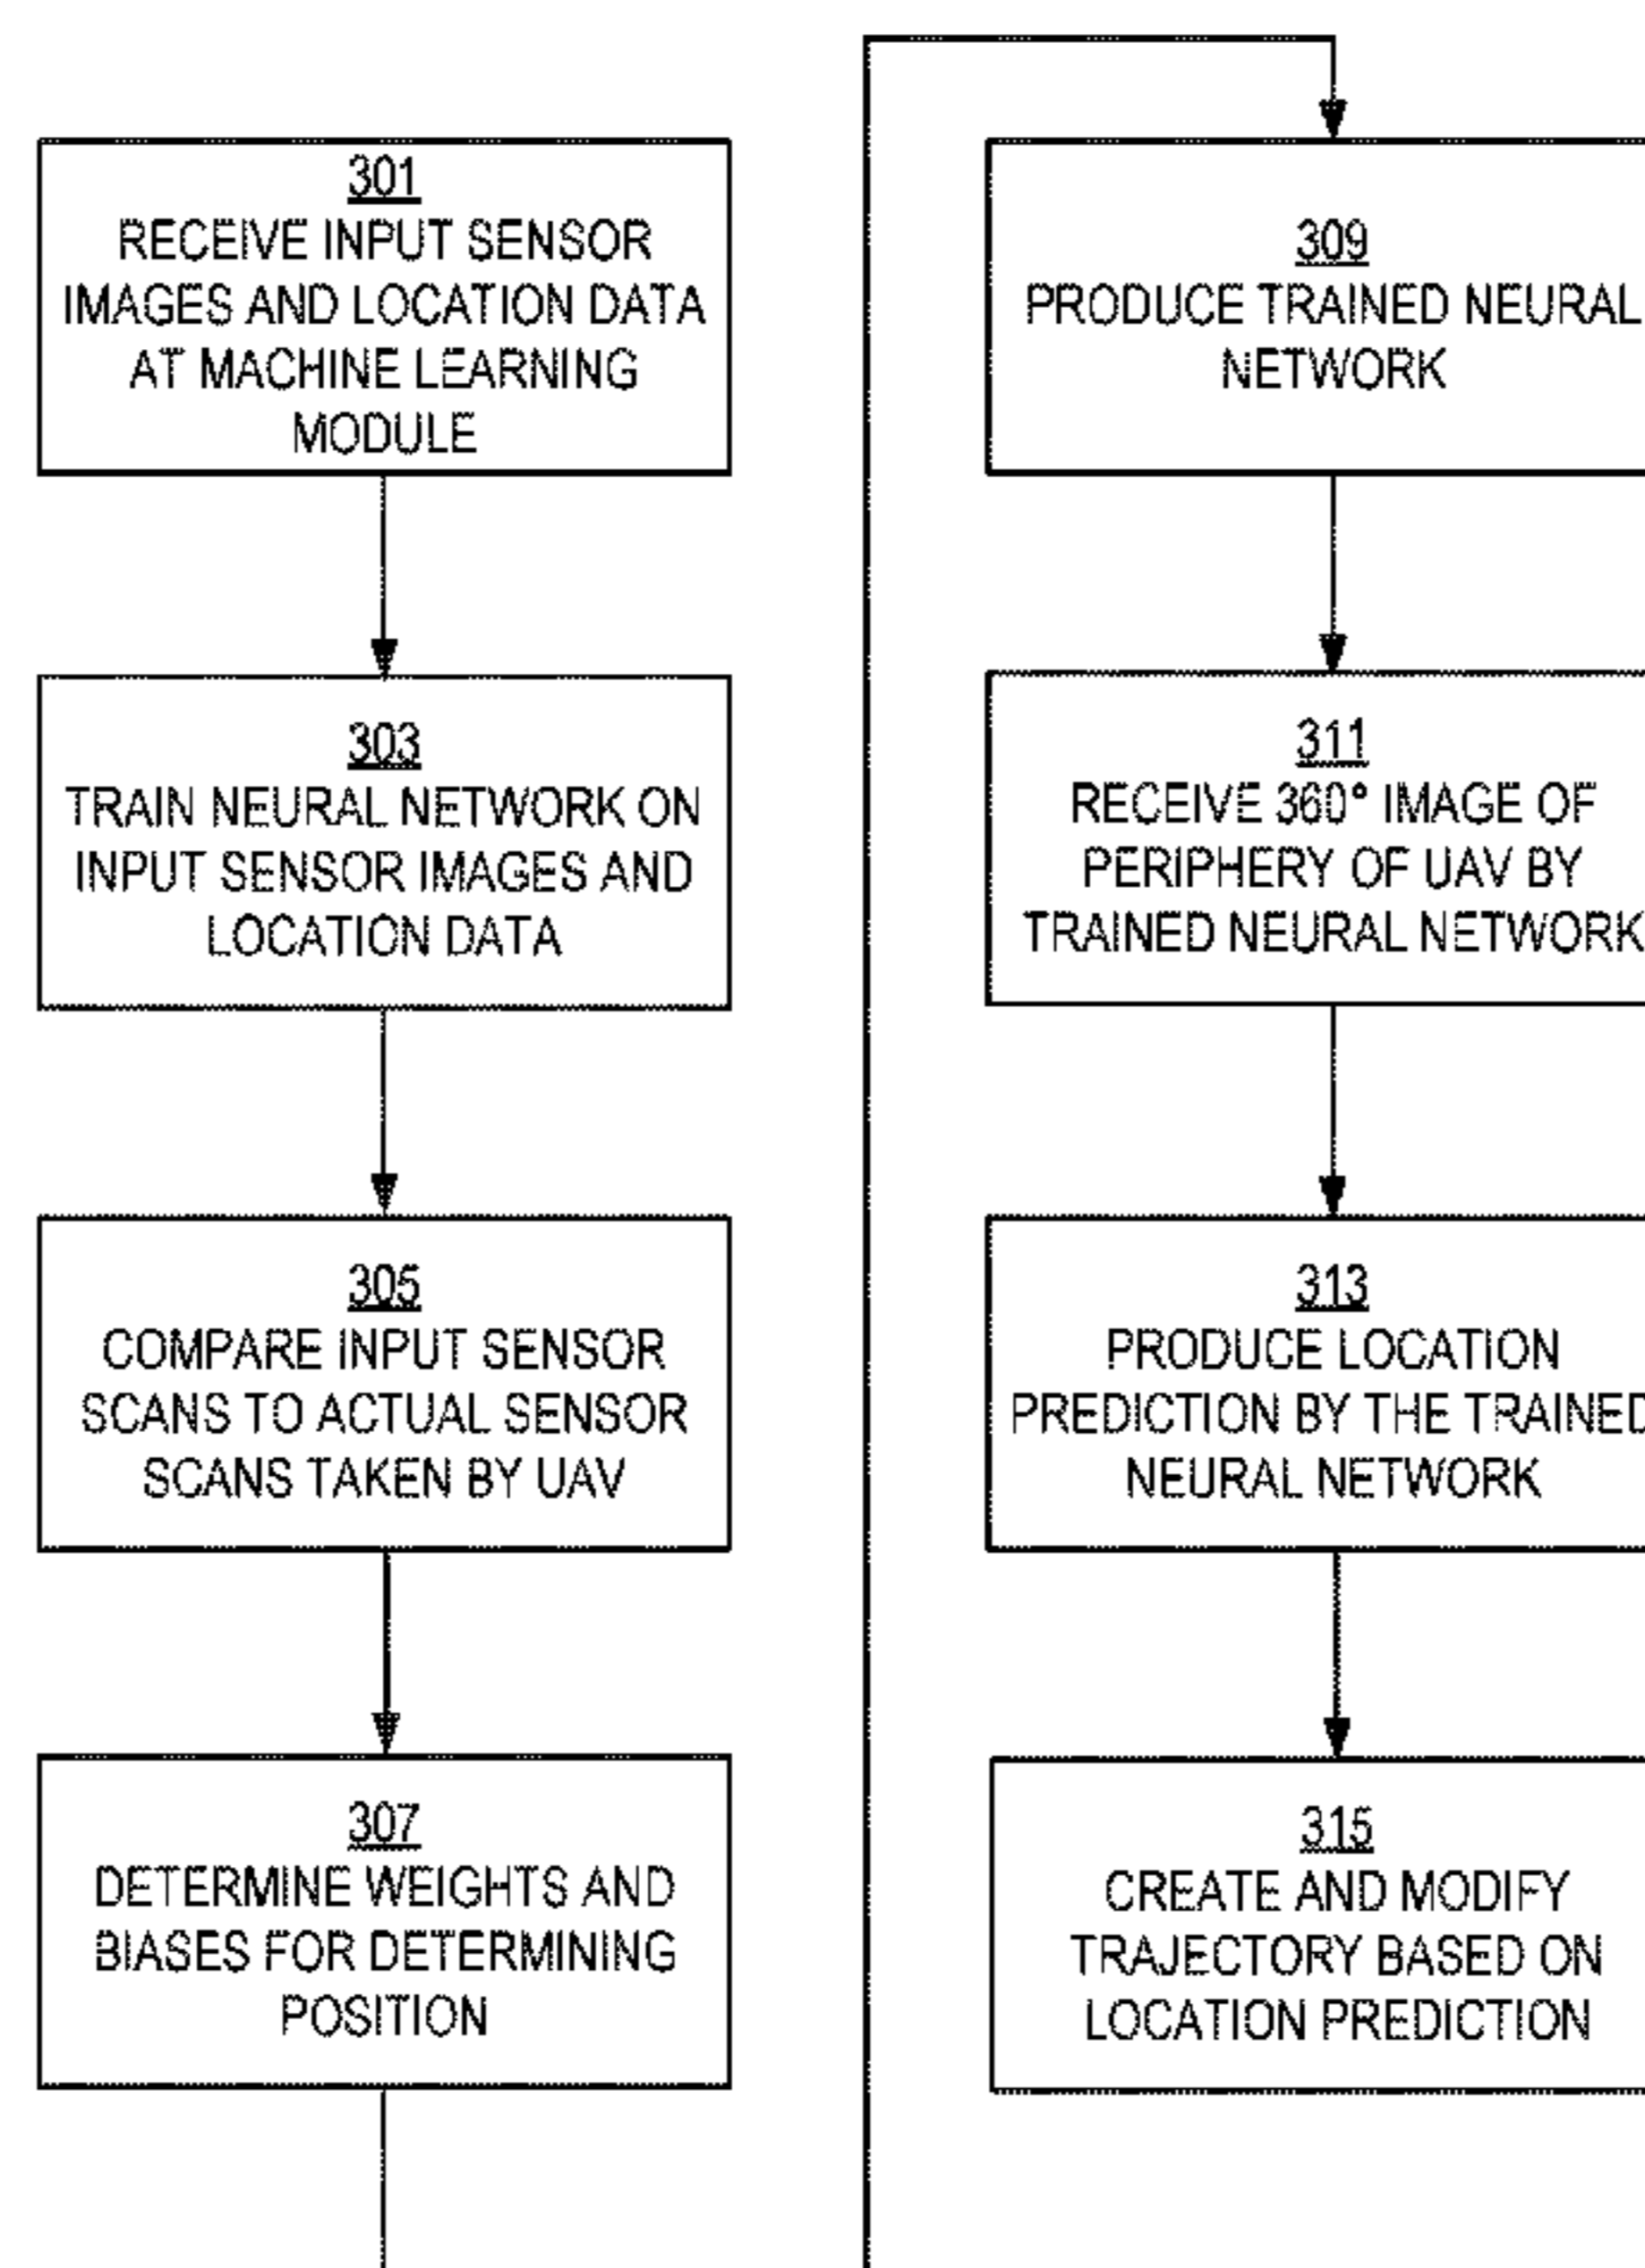 301
RECEIVE INPUT SENSOR
IMAGES AND LOCATION DATA
AT MACHINE LEARNING
MODULE
303
TRAIN NEURAL NETWORK ON
INPUT SENSOR IMAGES AND
LOCATION DATA
305
COMPARE INPUT SENSOR
SCANS TO ACTUAL SENSOR
SCANS TAKEN BY UAV
307
DETERMINE WEIGHTS AND
BIASES FOR DETERMINING
POSITION
309
PRODUCE TRAINED NEURAL
NETWORK
311
RECEIVE 360° IMAGE OF
PERIPHERY OF UAV BY
TRAINED NEURAL NETWORK
313
PRODUCE LOCATION
PREDICTION BY THE TRAINED
NEURAL NETWORK
315
CREATE AND MODIFY
TRAJECTORY BASED ON
LOCATION PREDICTION